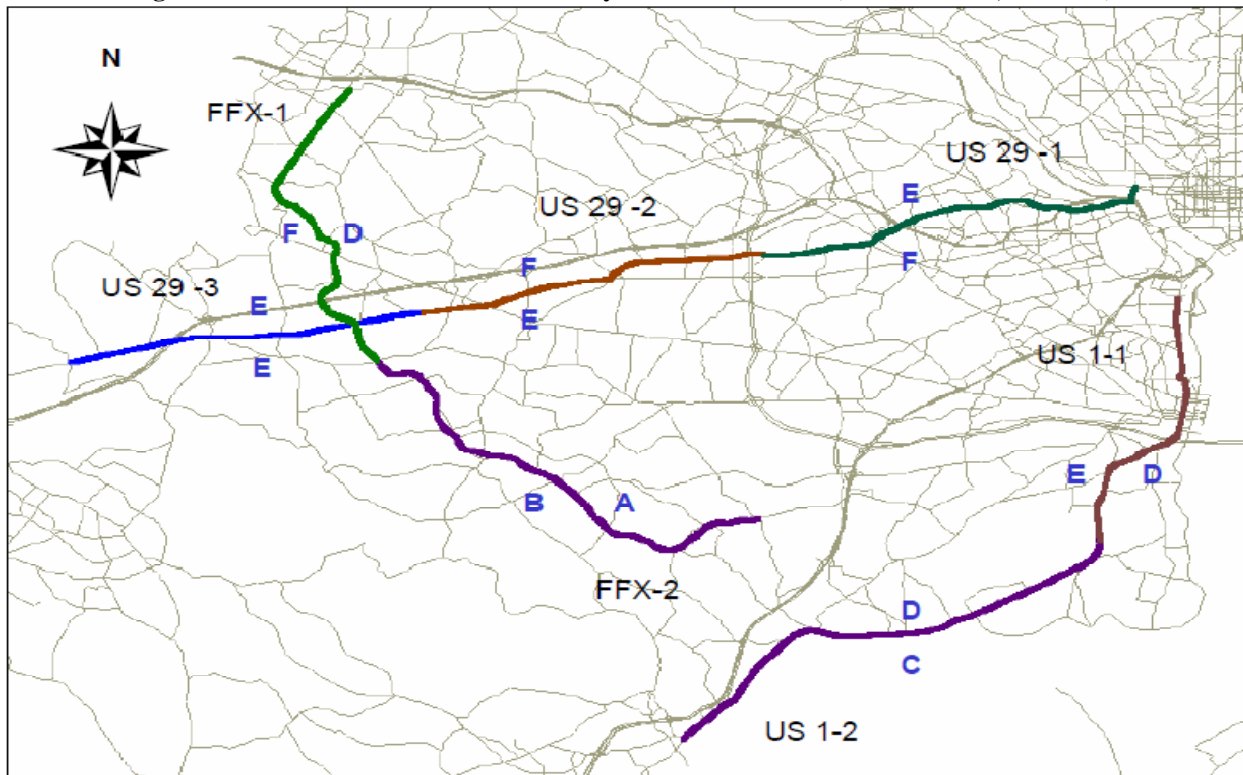 N
FFX-1
US 29 -1
E
US 29 -2
F D
F
F
US 29 -3
E
E
US 1-1
E
E D
B A
FFX-2
D
C
US 1-2